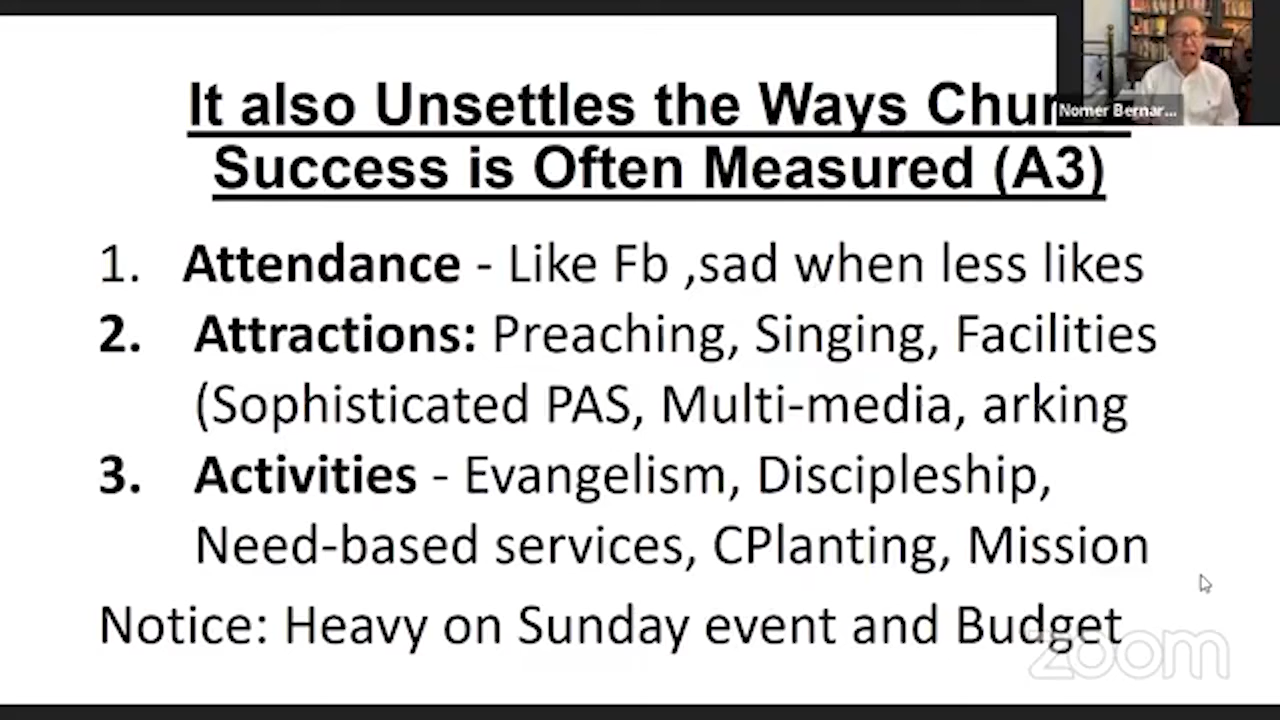 It also Unsettles the Ways Chur
Success is Often Measured (A3)
Nomer Bernar...
1. Attendance - Like Fb ,sad when less likes
2. Attractions: Preaching, Singing, Facilities
(Sophisticated PAS, Multi-media, arking
3. Activities - Evangelism, Discipleship,
Need-based services, CPlanting, Mission
Notice: Heavy on Sunday event and Budget
zoom